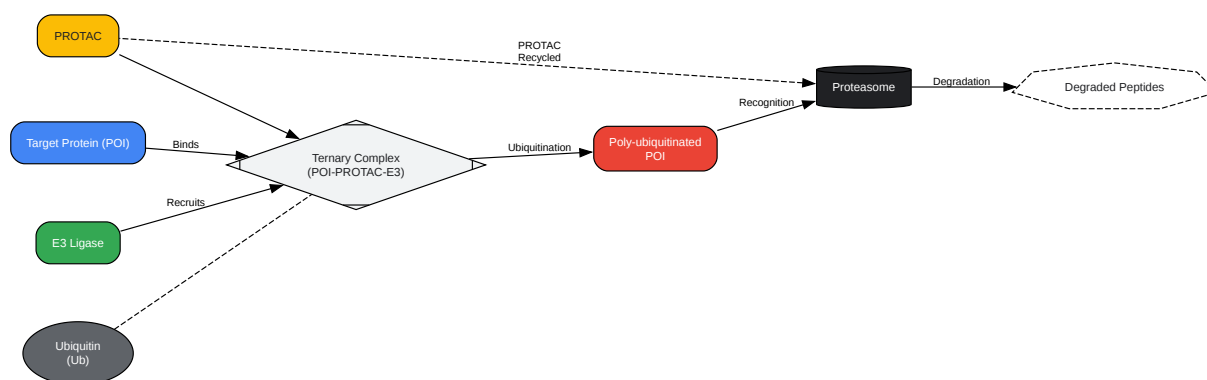 PROTAC
PROTAC
Recycled
Proteasome
Degradation
Degraded Peptides
Recognition
Target Protein (POI)
Binds
Ternary Complex
(POI-PROTAC-E3)
Ubiquitination
Poly-ubiquitinated
POI
Recruits
E3 Ligase
Ubiquitin
(Ub)